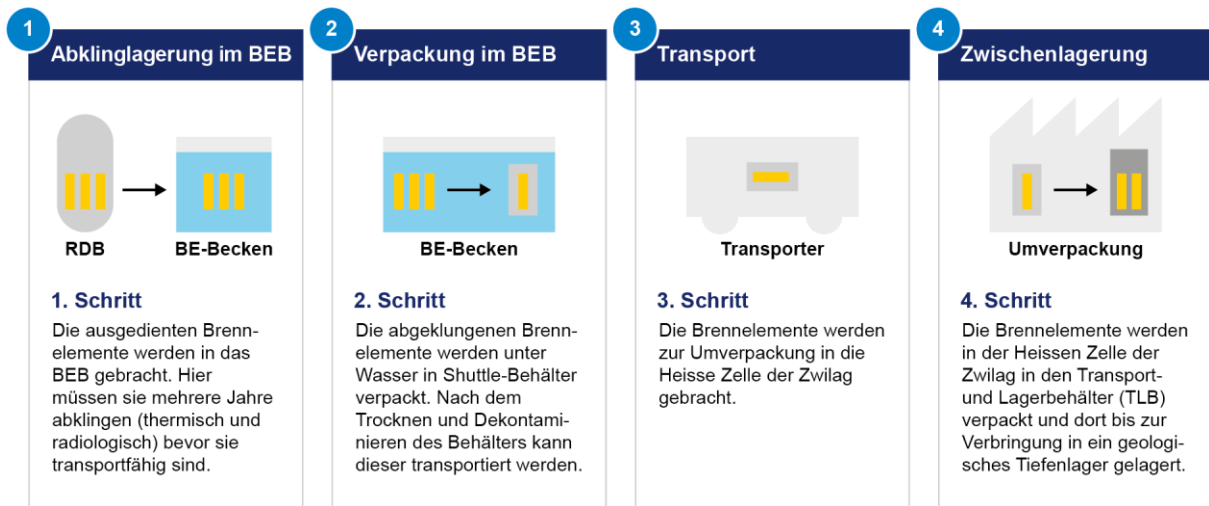 1
Abklinglagerung im BEB
RDB
BE-Becken
1. Schritt
Die ausgedienten Brenn-
elemente werden in das
BEB gebracht. Hier
müssen sie mehrere Jahre
abklingen (thermisch und
radiologisch) bevor sie
transportfähig sind.
2
Verpackung im BEB
BE-Becken
2. Schritt
Die abgeklungenen Brenn-
elemente werden unter
Wasser in Shuttle-Behälter
verpackt. Nach dem
Trocknen und Dekontami-
nieren des Behälters kann
dieser transportiert werden.
3
Transport
Transporter
3. Schritt
Die Brennelemente werden
zur Umverpackung in die
Heisse Zelle der Zwilag
gebracht.
4
Zwischenlagerung
Umverpackung
4. Schritt
Die Brennelemente werden
in der Heissen Zelle der
Zwilag in den Transport-
und Lagerbehälter (TLB)
verpackt und dort bis zur
Verbringung in ein geologi-
sches Tiefenlager gelagert.